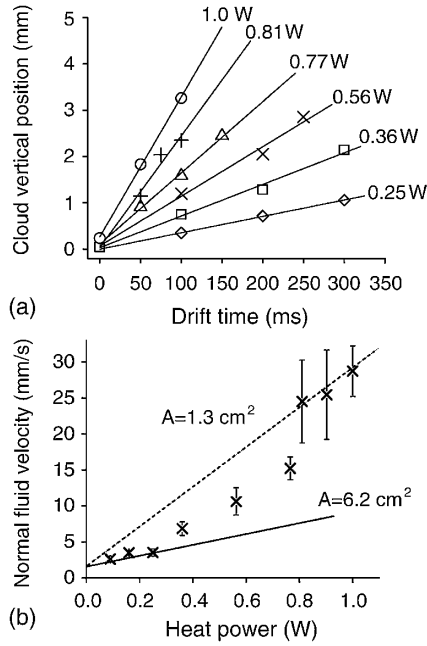 (a)
Cloud vertical position (mm)
5
4
3
2
1
0
1.0 W
0.81 W
0.77 W
0.56 W
0.36 W
0.25 W
0 50 100 150 200 250 300 350
Drift time (ms)
(b)
Normal fluid velocity (mm/s)
30
25
20
15
10
5
0
A=1.3 cm²
A=6.2 cm²
0.0 0.2 0.4 0.6 0.8 1.0
Heat power (W)